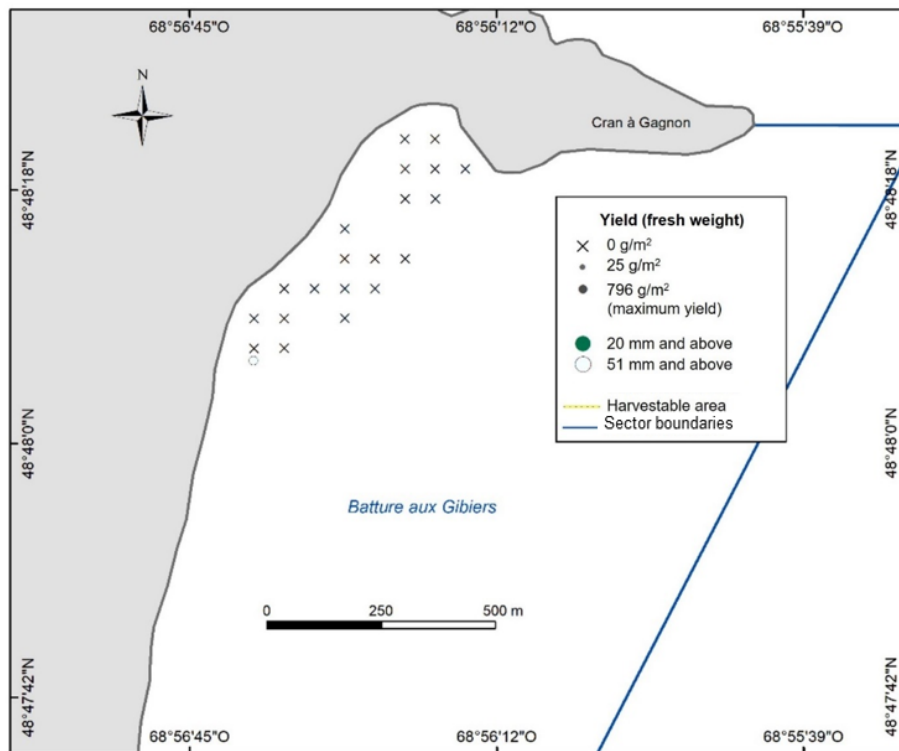 68°56'45"O
68°56'12"O
68°55'39"O
N
Cran à Gagnon
48°48'18"N
48°48'18"N
Yield (fresh weight)
0 g/m²
25 g/m²
796 g/m²
(maximum yield)
20 mm and above
51 mm and above
Harvestable area
Sector boundaries
48°48'0"N
48°48'0"N
Batture aux Gibiers
0
250
500 m
48°47'42"N
48°47'42"N
68°56'45"O
68°56'12"O
68°55'39"O